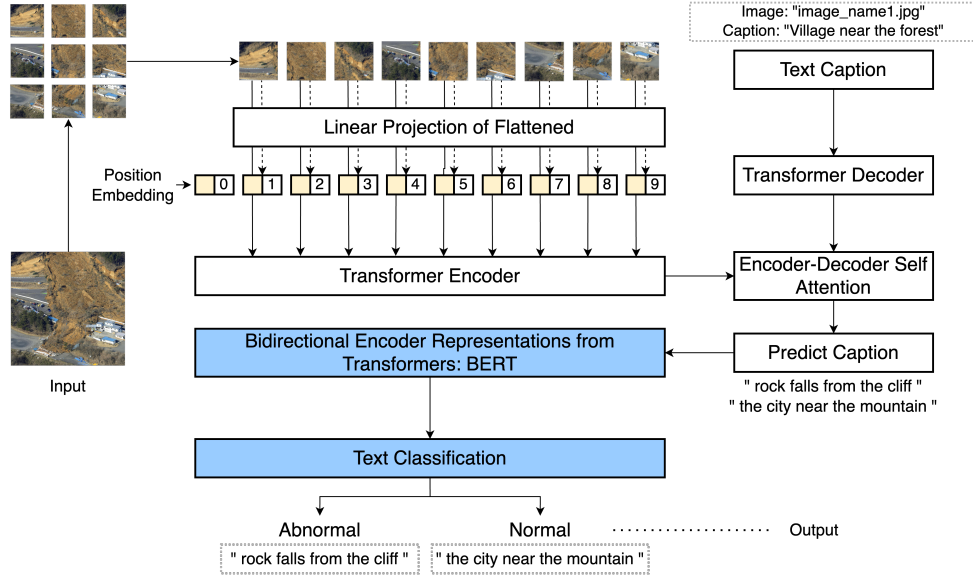 Image: "image_name1.jpg"
Caption: "Village near the forest"
Text Caption
Linear Projection of Flattened
Transformer Decoder
Position
Embedding
0 1 2 3 4 5 6 7 8 9
Transformer Encoder
Encoder-Decoder Self
Attention
Input
Bidirectional Encoder Representations from
Transformers: BERT
Predict Caption
" rock falls from the cliff "
" the city near the mountain "
Text Classification
Abnormal
Normal
Output
" rock falls from the cliff "
" the city near the mountain "